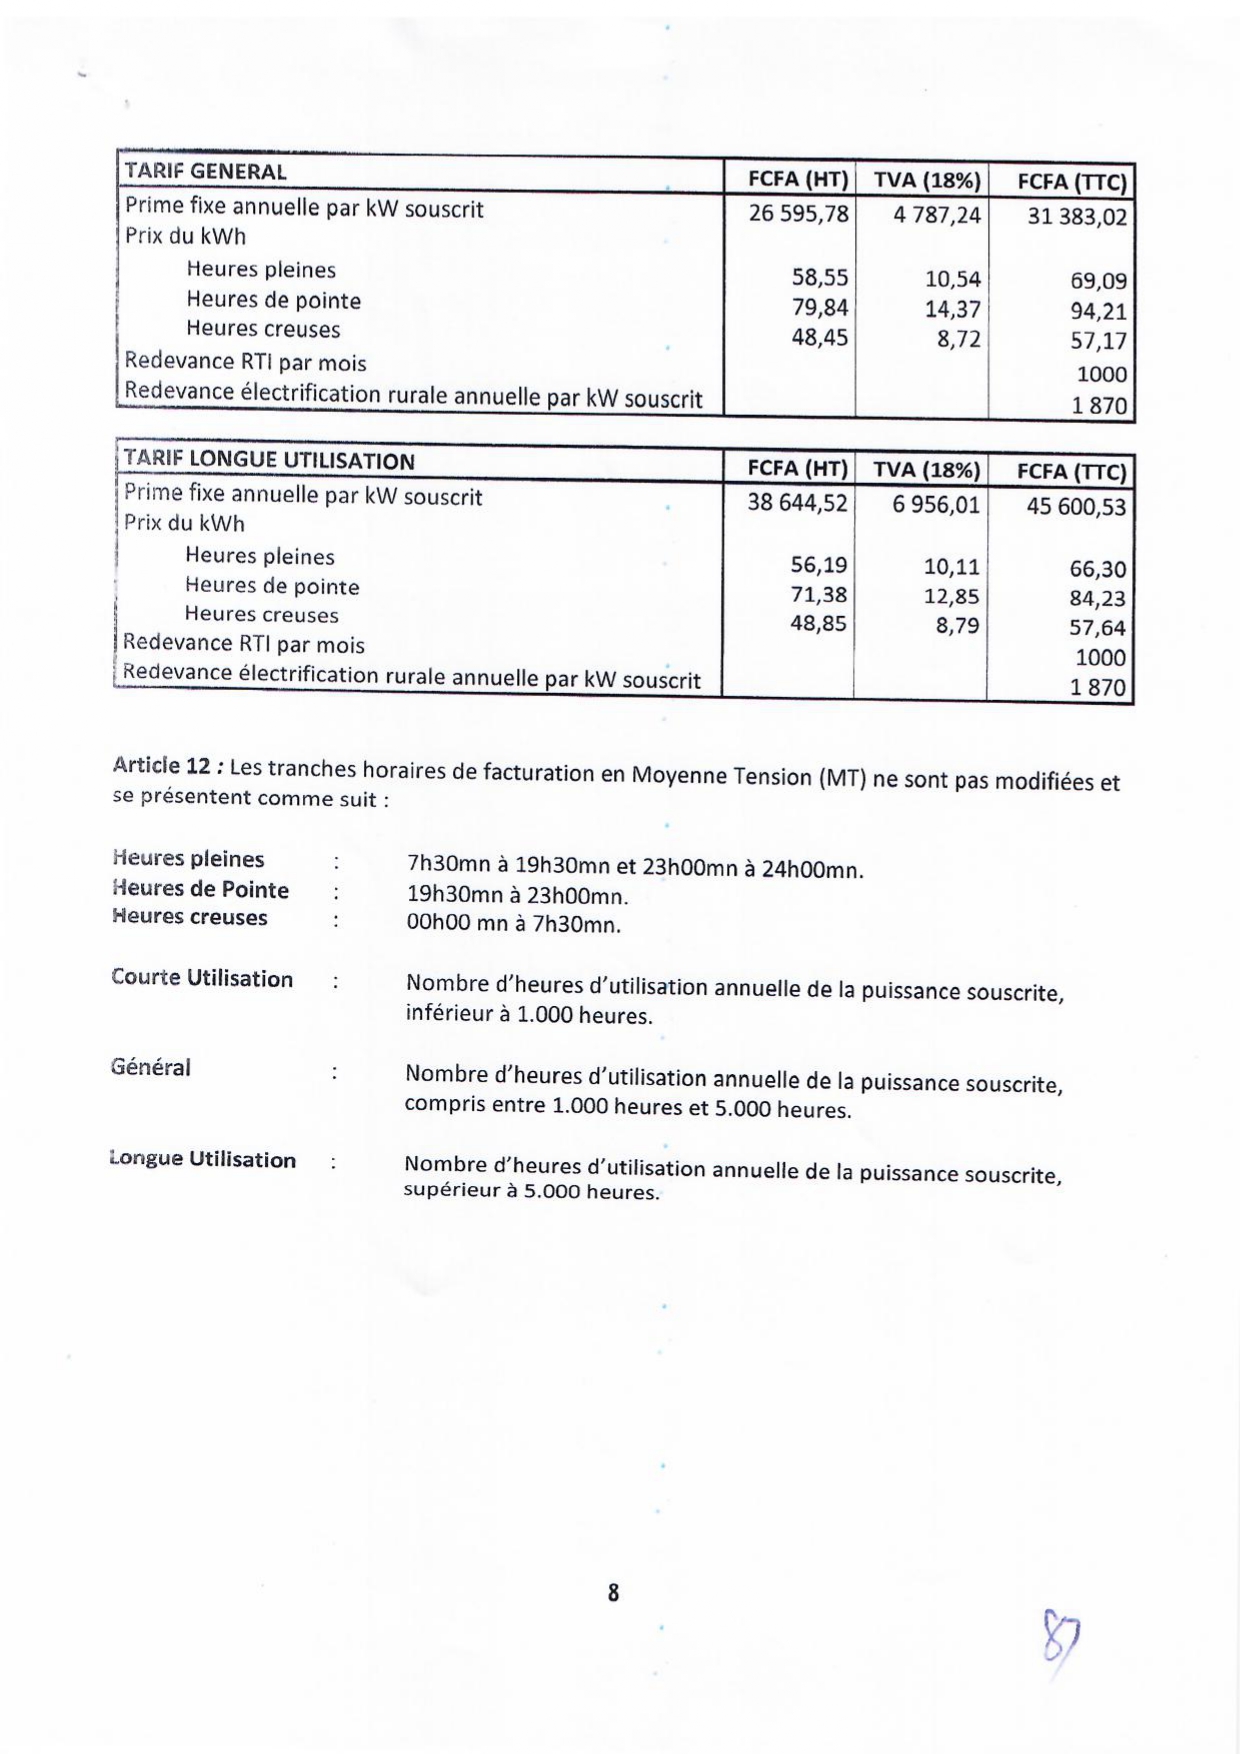 TARIF GENERAL FCFA (HT) TVA (18%) FCFA (TTC)
Prime fixe annuelle par kW souscrit 26 595,78 4 787,24 31 383,02
Prix du kWh
Heures pleines 58,55 10,54 69,09
Heures de pointe 79,84 14,37 94,21
Heures creuses 48,45 8,72 57,17
Redevance RTI par mois 1000
Redevance électrification rurale annuelle par kW souscrit 1 870
TARIF LONGUE UTILISATION FCFA (HT) TVA (18%) FCFA (TTC)
Prime fixe annuelle par kW souscrit 38 644,52 6 956,01 45 600,53
Prix du kWh
Heures pleines 56,19 10,11 66,30
Heures de pointe 71,38 12,85 84,23
Heures creuses 48,85 8,79 57,64
Redevance RTI par mois 1000
Redevance électrification rurale annuelle par kW souscrit 1 870
Article 12 : Les tranches horaires de facturation en Moyenne Tension (MT) ne sont pas modifiées et
se présentent comme suit :
Heures pleines : 7h30mn à 19h30mn et 23h00mn à 24h00mn.
Heures de Pointe : 19h30mn à 23h00mn.
Heures creuses : 00h00 mn à 7h30mn.
Courte Utilisation : Nombre d'heures d'utilisation annuelle de la puissance souscrite,
inférieur à 1.000 heures.
Général : Nombre d'heures d'utilisation annuelle de la puissance souscrite,
compris entre 1.000 heures et 5.000 heures.
Longue Utilisation : Nombre d'heures d'utilisation annuelle de la puissance souscrite,
supérieur à 5.000 heures.
8